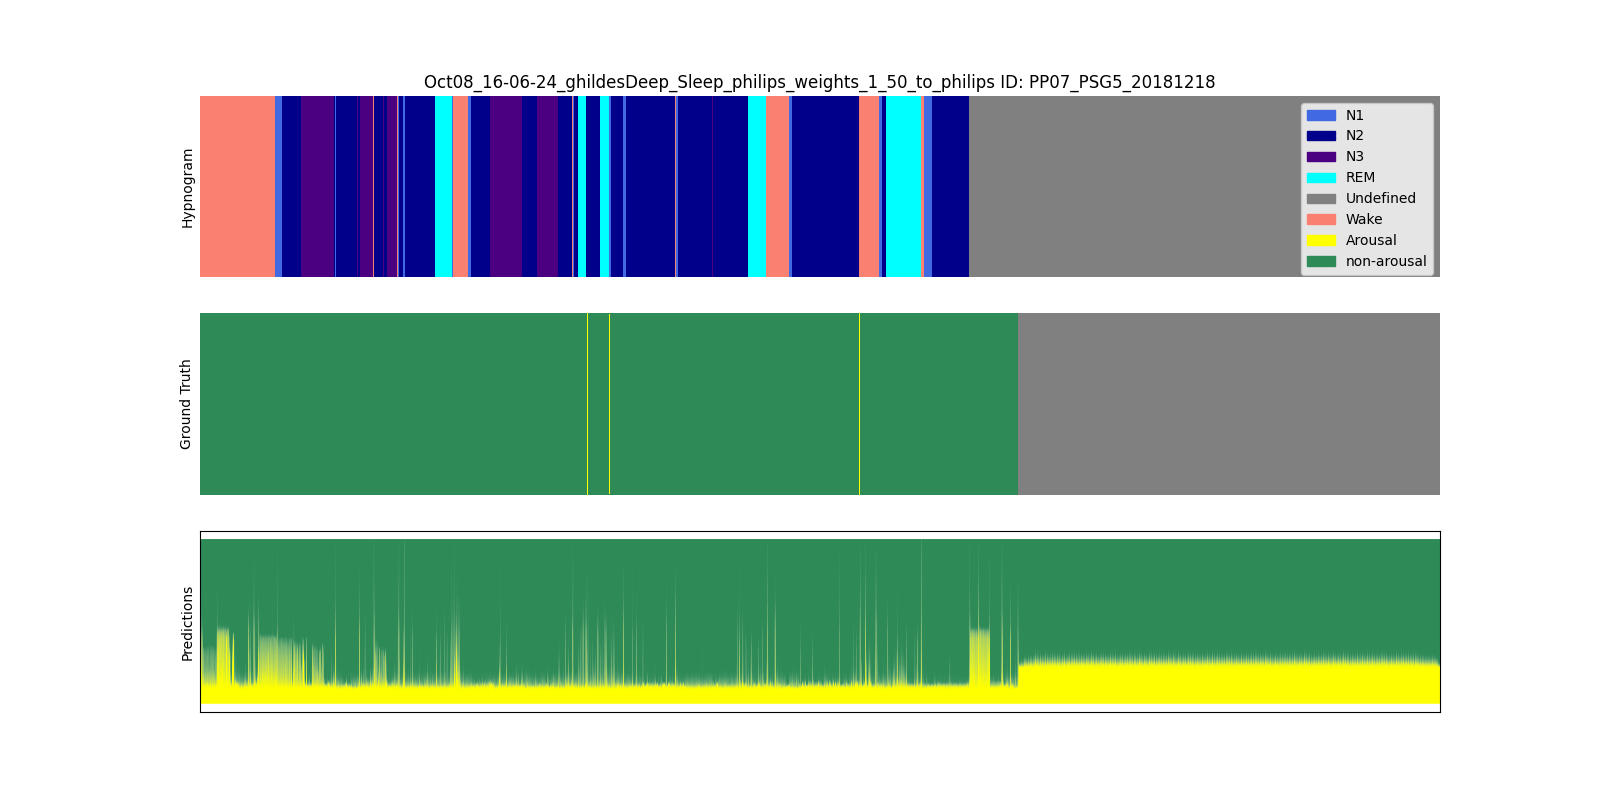 Oct08_16-06-24_ghildesDeep_Sleep_philips_weights_1_50_to_philips ID: PP07_PSG5_20181218
Hypnogram
N1
N2
N3
REM
Undefined
Wake
Arousal
non-arousal
Ground Truth
Predictions